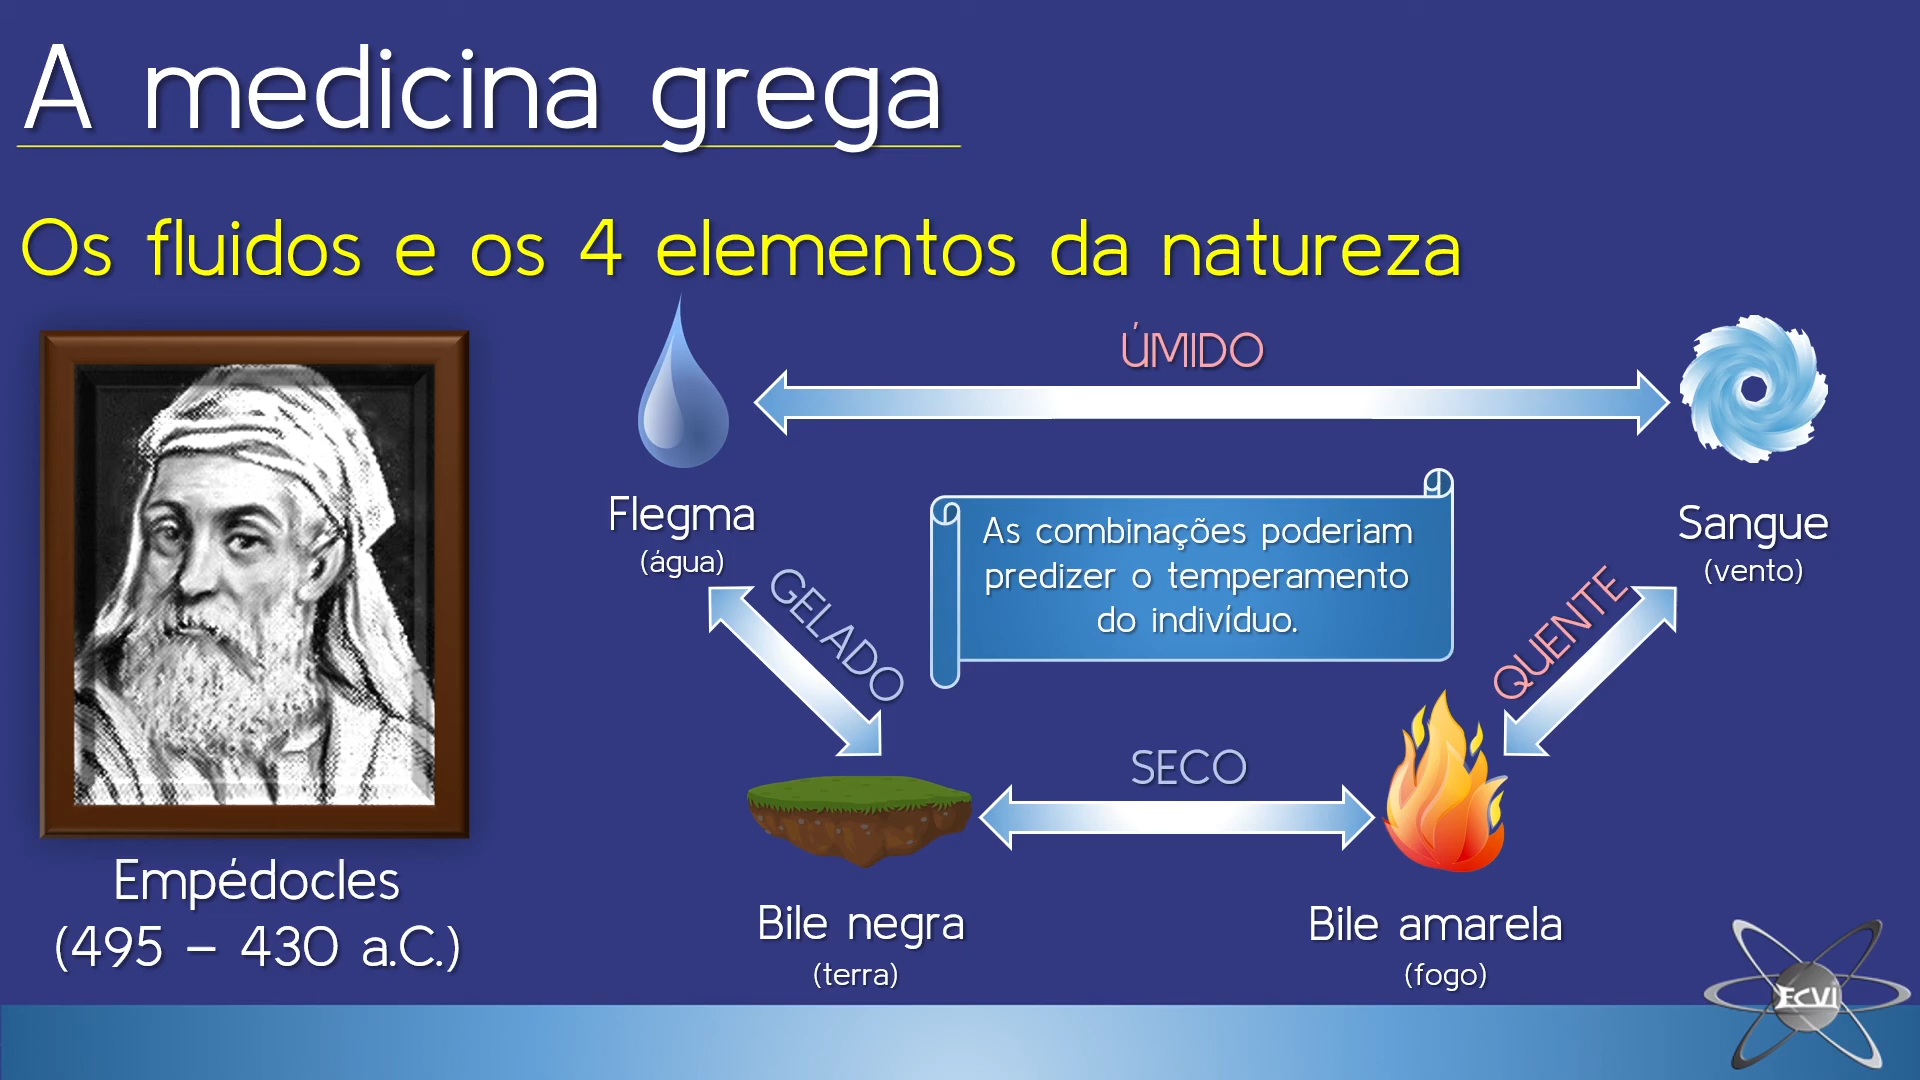 A medicina grega
Os fluidos e os 4 elementos da natureza
ÚMIDO
Flegma
(água)
Sangue
(vento)
As combinações poderiam
predizer o temperamento
do indivíduo.
GELADO
QUENTE
SECO
Empédocles
(495 – 430 a.C.)
Bile negra
(terra)
Bile amarela
(fogo)
ECVI